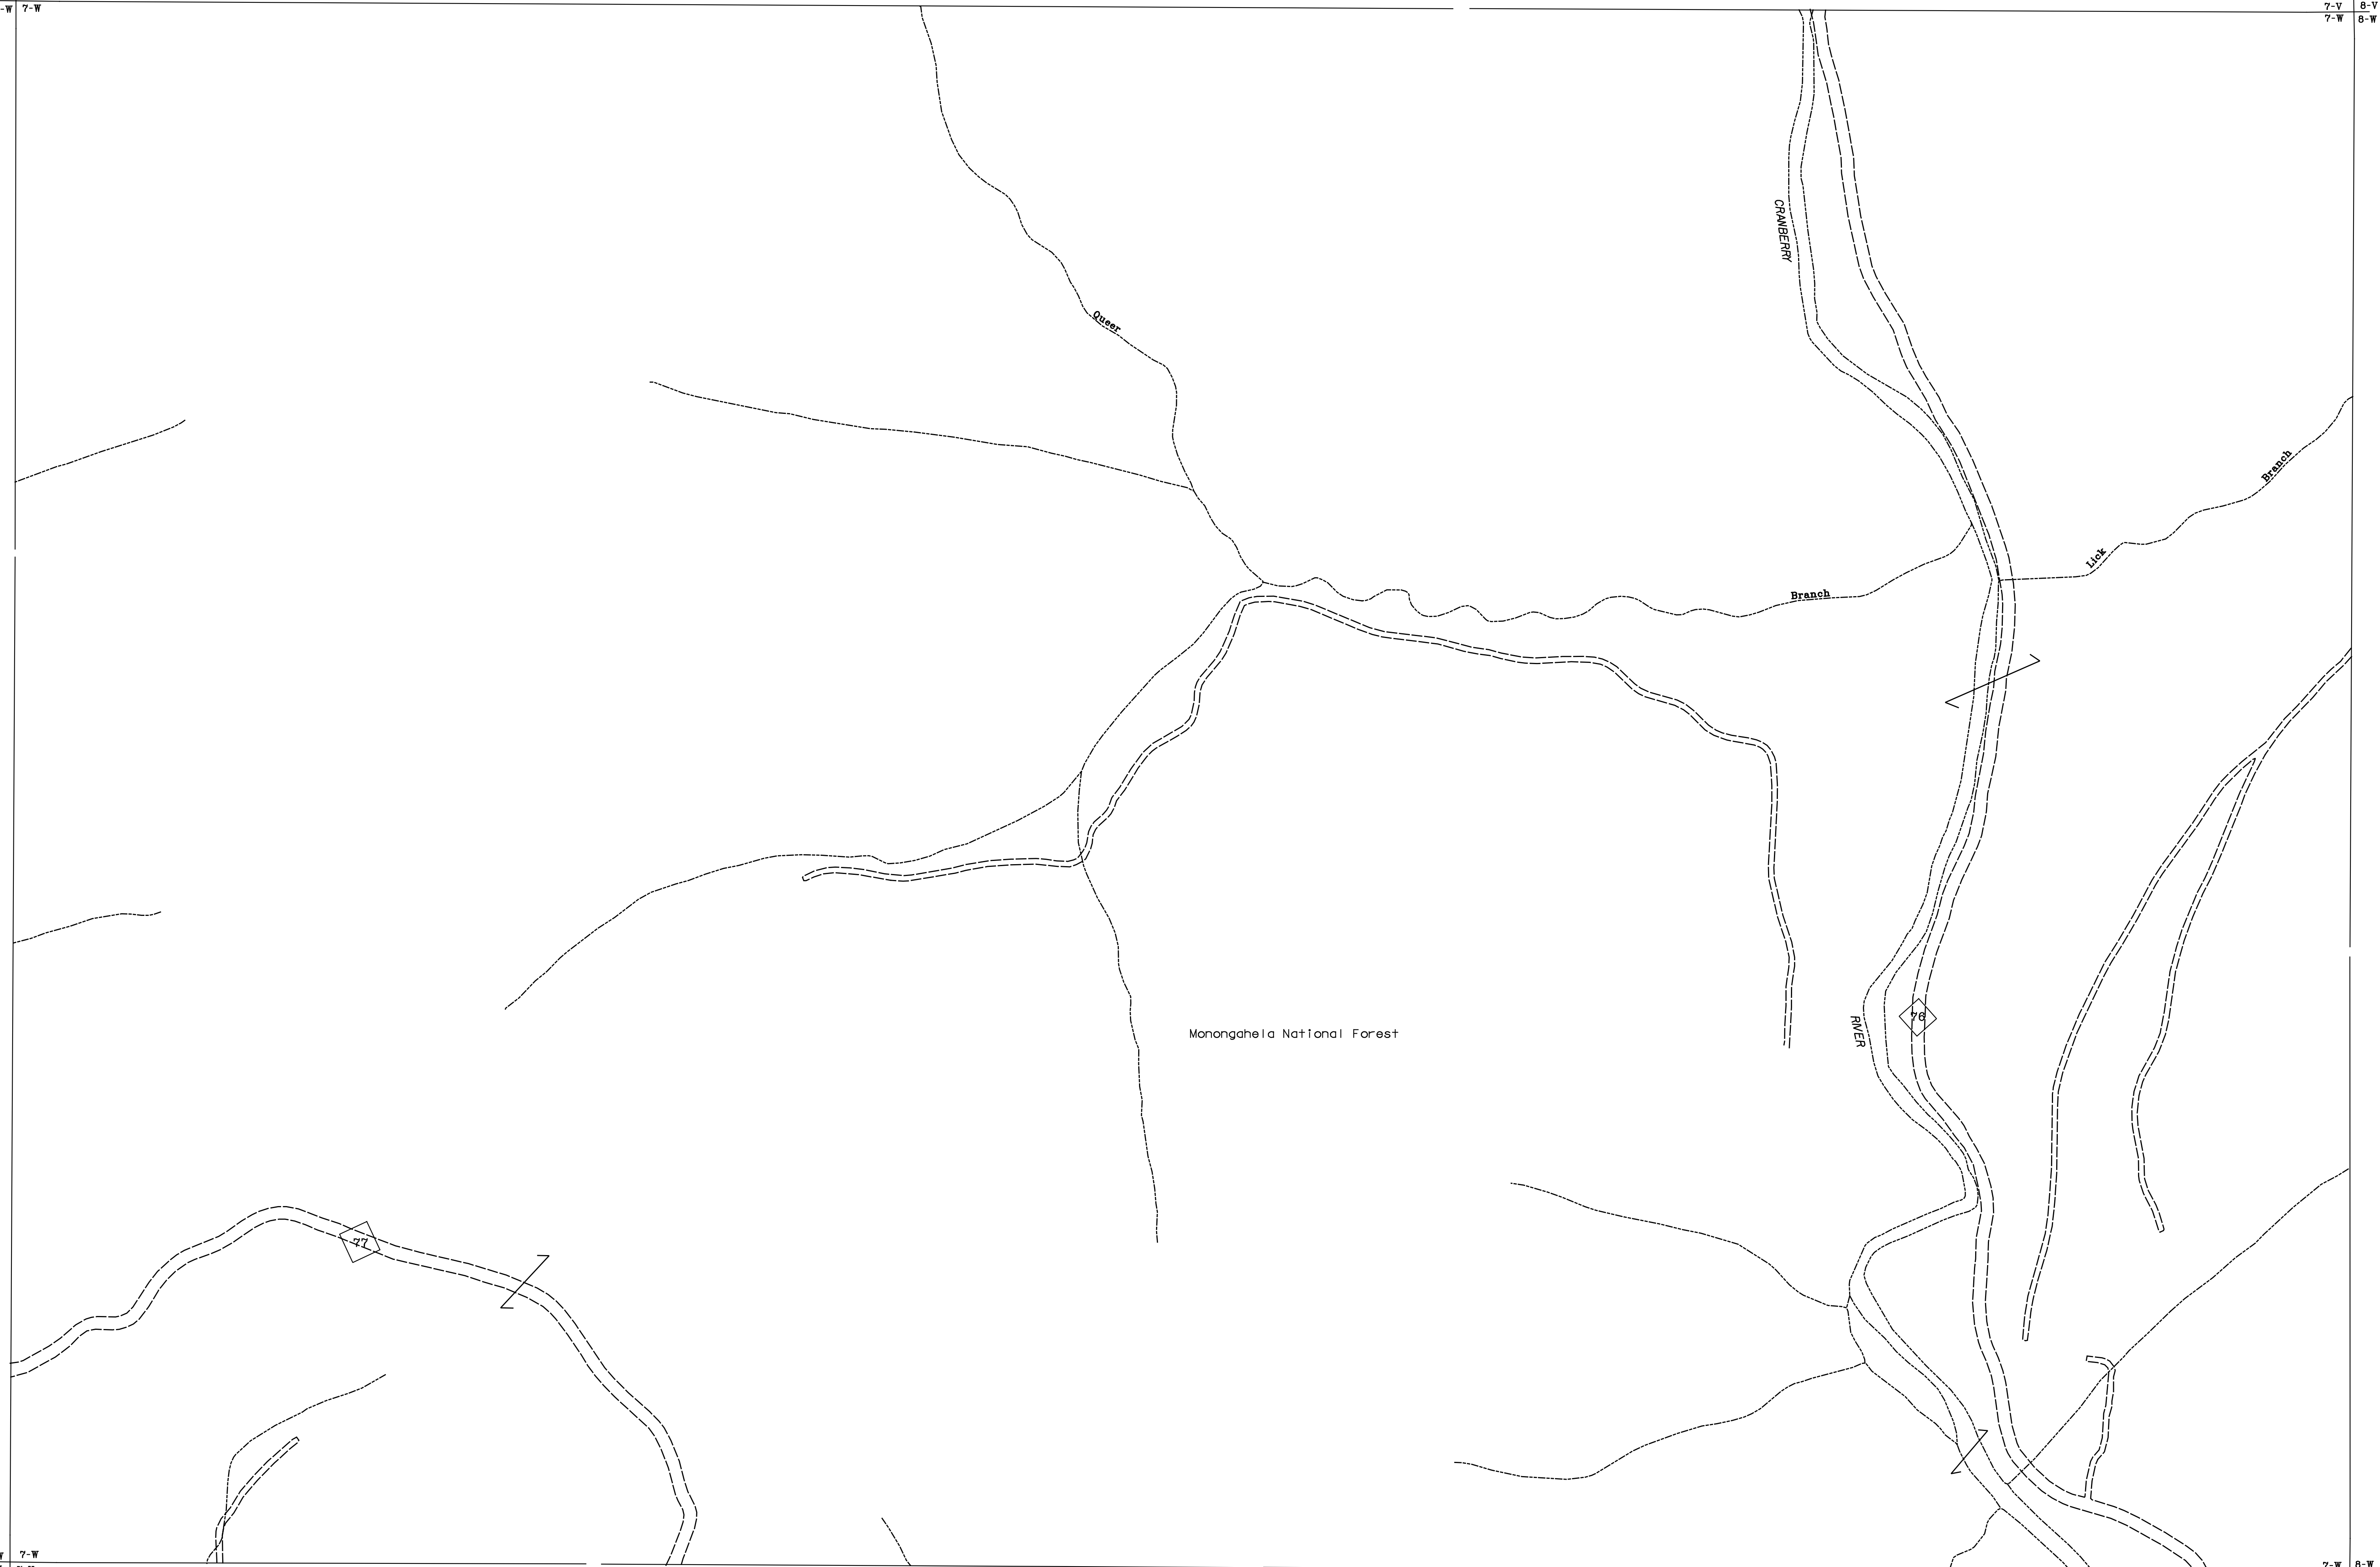 -W 7-W
7-V 8-V
7-W 8-W
CRANBERRY
Queer
Branch
Lick
Branch
RIVER
76
Monongahela National Forest
77
7-W
7-W 8-W